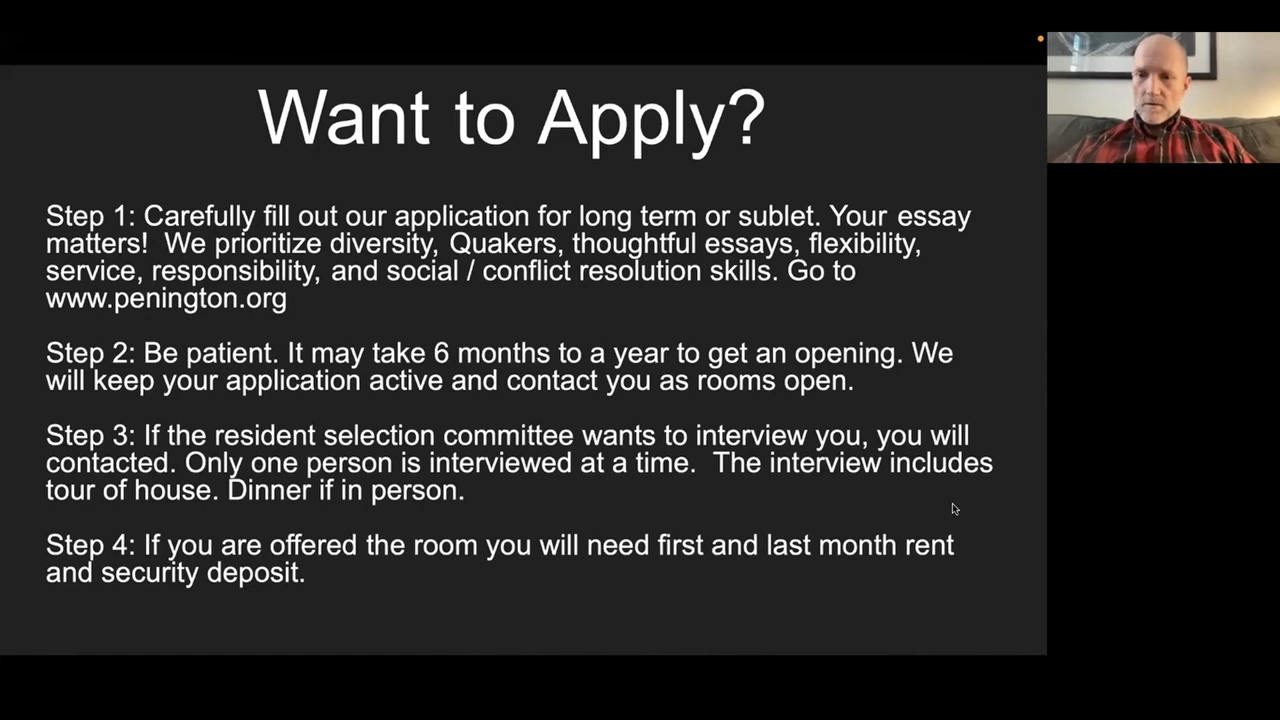 Want to Apply?
Step 1: Carefully fill out our application for long term or sublet. Your essay
matters!  We prioritize diversity, Quakers, thoughtful essays, flexibility,
service, responsibility, and social / conflict resolution skills. Go to
www.penington.org
Step 2: Be patient. It may take 6 months to a year to get an opening. We
will keep your application active and contact you as rooms open.
Step 3: If the resident selection committee wants to interview you, you will
contacted. Only one person is interviewed at a time.  The interview includes
tour of house. Dinner if in person.
Step 4: If you are offered the room you will need first and last month rent
and security deposit.